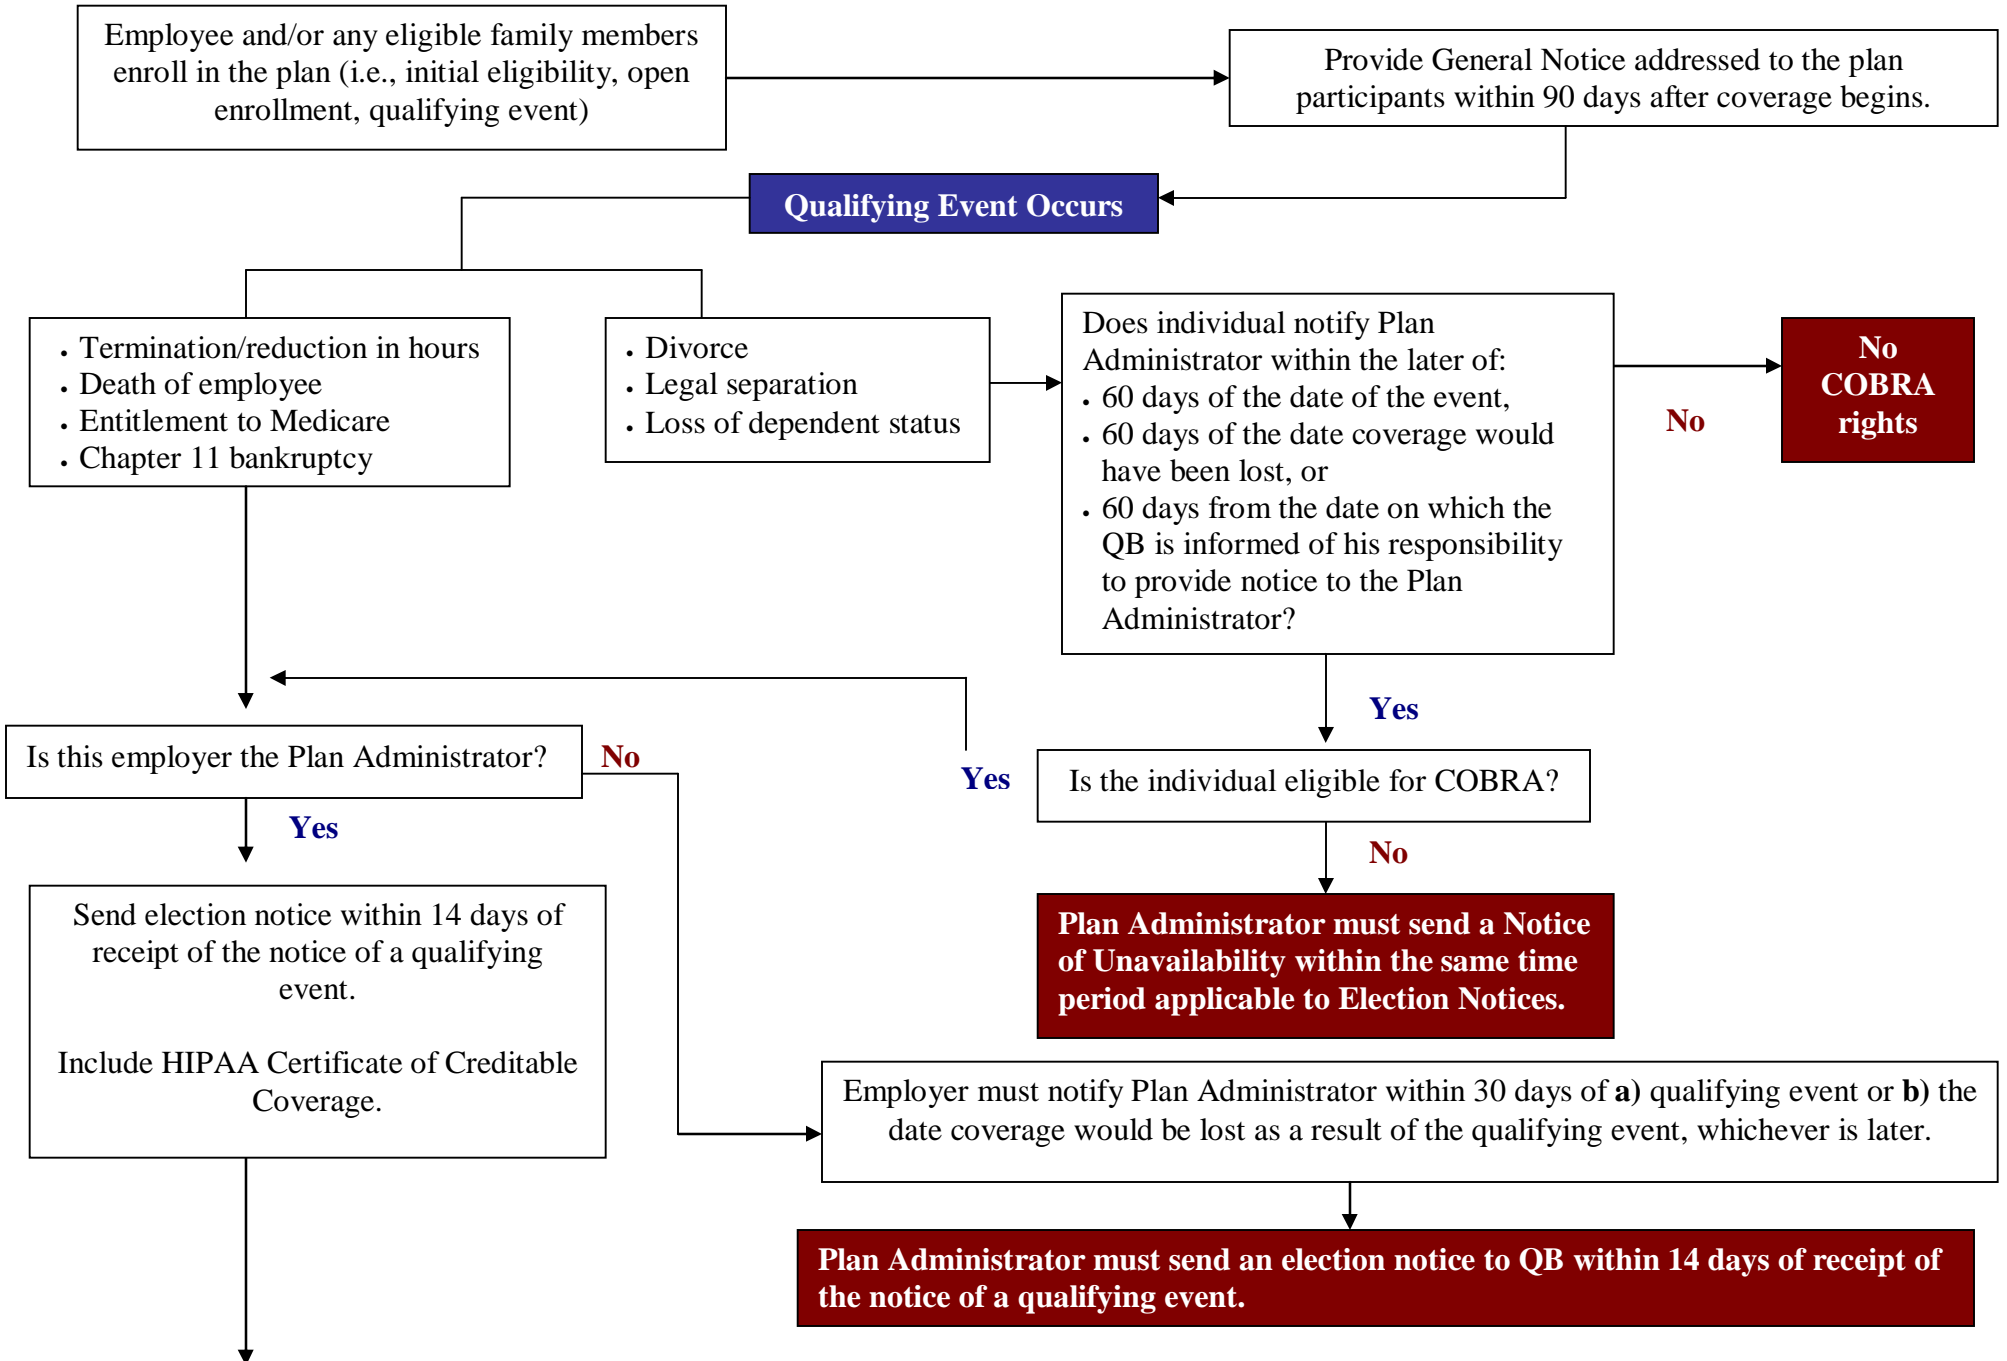 Employee and/or any eligible family members
enroll in the plan (i.e., initial eligibility, open
enrollment, qualifying event)
Provide General Notice addressed to the plan
participants within 90 days after coverage begins.
Qualifying Event Occurs
• Termination/reduction in hours
• Death of employee
• Entitlement to Medicare
• Chapter 11 bankruptcy
• Divorce
• Legal separation
• Loss of dependent status
Does individual notify Plan
Administrator within the later of:
• 60 days of the date of the event,
• 60 days of the date coverage would
have been lost, or
• 60 days from the date on which the
QB is informed of his responsibility
to provide notice to the Plan
Administrator?
No
No
COBRA
rights
Yes
Is this employer the Plan Administrator?
No
Yes
Is the individual eligible for COBRA?
Yes
No
Send election notice within 14 days of
receipt of the notice of a qualifying
event.
Include HIPAA Certificate of Creditable
Coverage.
Plan Administrator must send a Notice
of Unavailability within the same time
period applicable to Election Notices.
Employer must notify Plan Administrator within 30 days of a) qualifying event or b) the
date coverage would be lost as a result of the qualifying event, whichever is later.
Plan Administrator must send an election notice to QB within 14 days of receipt of
the notice of a qualifying event.